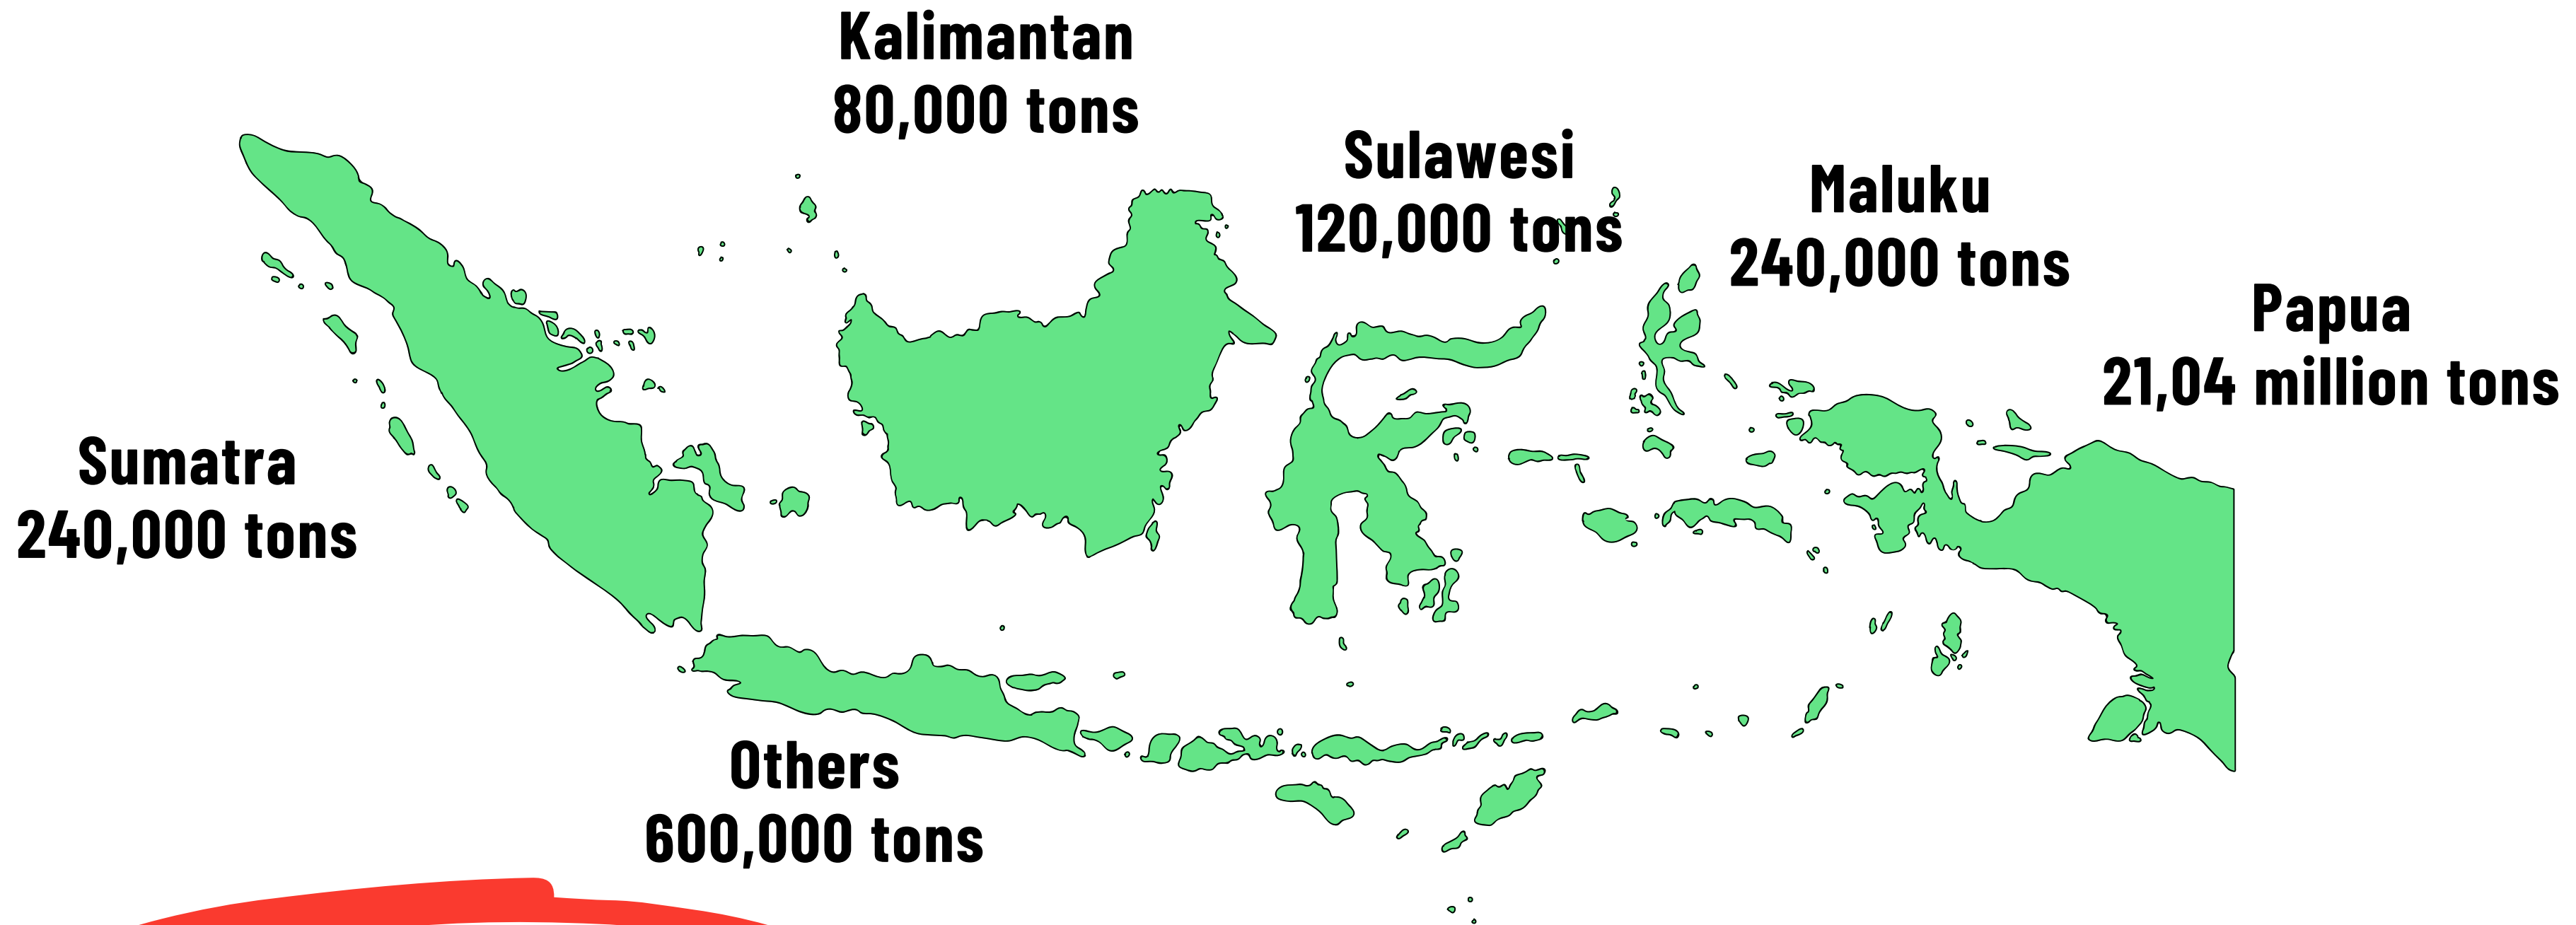 Kalimantan
80,000 tons
Sulawesi
120,000 tons
Maluku
240,000 tons
Papua
21,04 million tons
Sumatra
240,000 tons
Others
600,000 tons